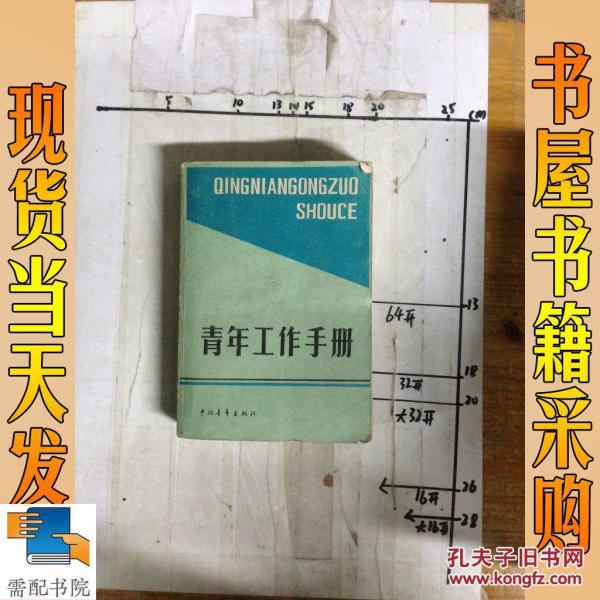 现货当天发
书屋书籍采购
5 10 13 14 15 18 20 25 cm
QINGNIANGONGZUO
SHOUCE
青年工作手册
中国青年出版社
13
64开
18
32开
20
大32开
26
16开
28
大16开
需配书院
孔夫子旧书网
www.kongfz.com